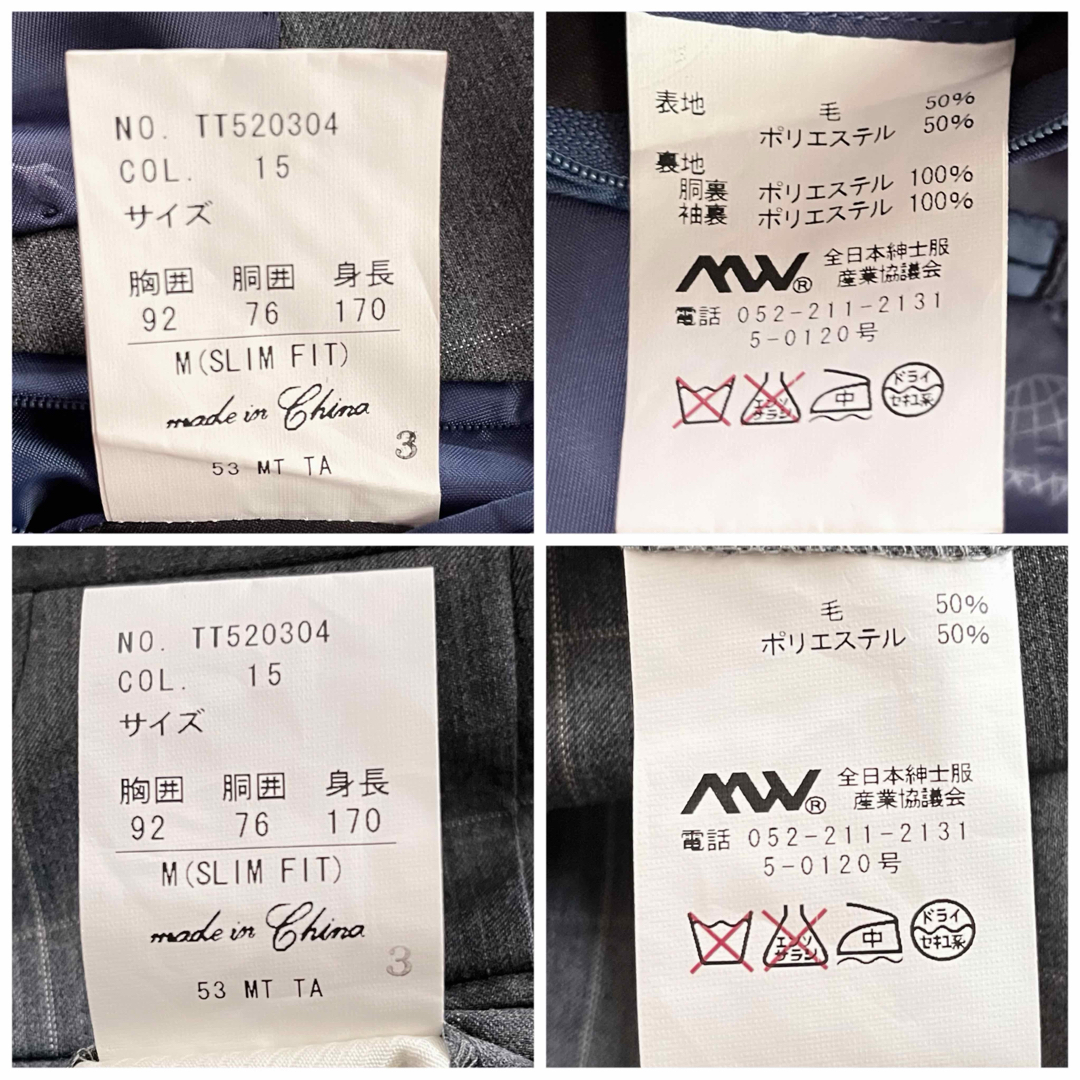 NO. TT520304
COL. 15
サイズ
胸囲 胴囲 身長
92 76 170
M(SLIM FIT)
made in China
3
53 MT TA
表地 毛 50%
ポリエステル 50%
裏地
胴裏 ポリエステル 100%
袖裏 ポリエステル 100%
MW® 全日本紳士服
産業協議会
電話 052-211-2131
5-0120号
エンソサラシ 中 ドライ
セキユ系
NO. TT520304
COL. 15
サイズ
胸囲 胴囲 身長
92 76 170
M(SLIM FIT)
made in China
3
53 MT TA
毛 50%
ポリエステル 50%
MW® 全日本紳士服
産業協議会
電話 052-211-2131
5-0120号
エンソサラシ 中 ドライ
セキユ系